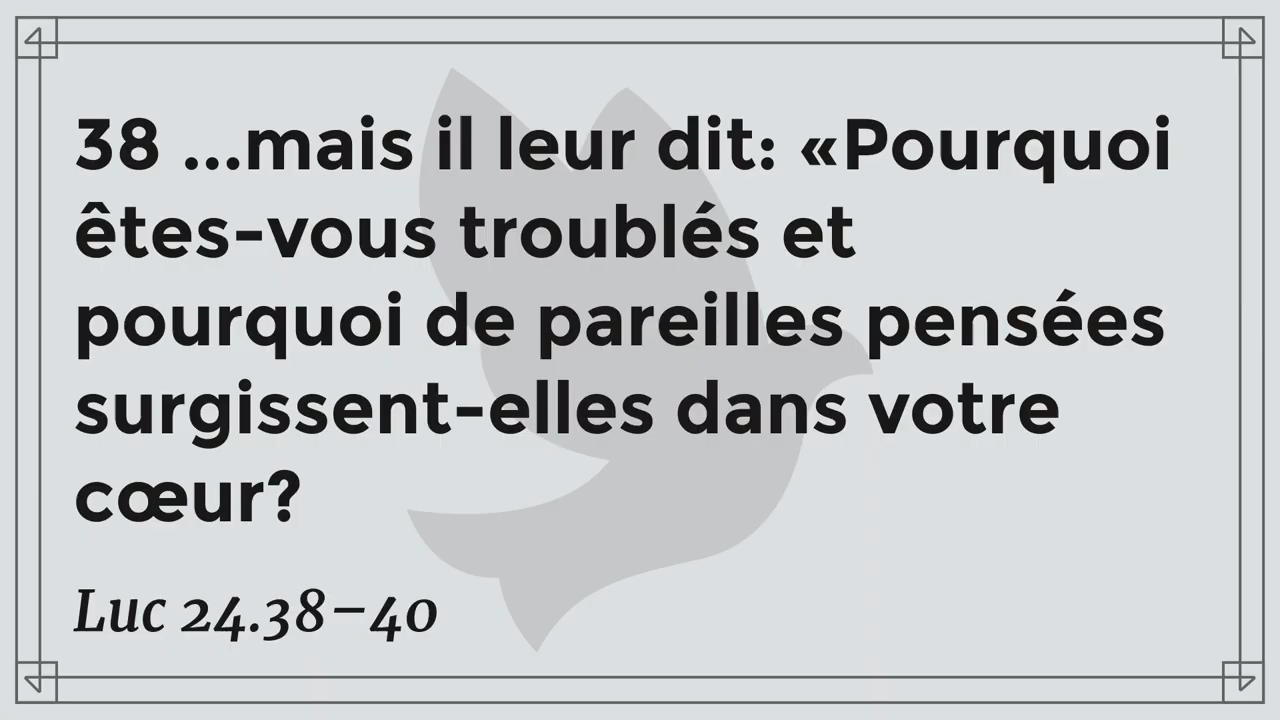 38 ...mais il leur dit: «Pourquoi
êtes-vous troublés et
pourquoi de pareilles pensées
surgissent-elles dans votre
cœur?
Luc 24.38–40